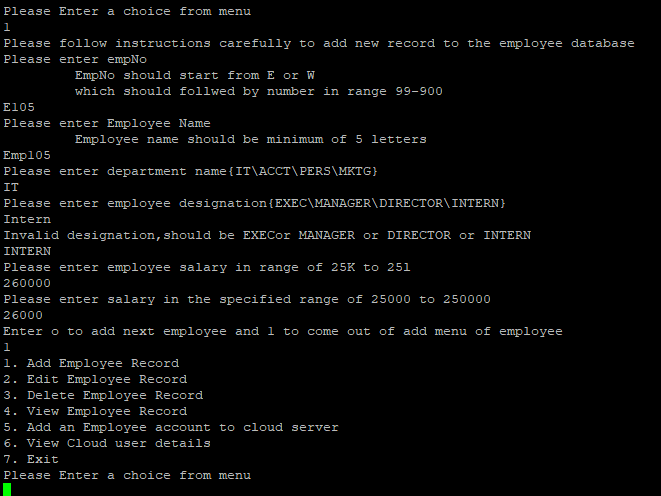 Please Enter a choice from menu
1
Please follow instructions carefully to add new record to the employee database
Please enter empNo
EmpNo should start from E or W
which should follwed by number in range 99-900
E105
Please enter Employee Name
Employee name should be minimum of 5 letters
Emp105
Please enter department name{IT\ACCT\PERS\MKTG}
IT
Please enter employee designation{EXEC\MANAGER\DIRECTOR\INTERN}
Intern
Invalid designation,should be EXECor MANAGER or DIRECTOR or INTERN
INTERN
Please enter employee salary in range of 25K to 25l
260000
Please enter salary in the specified range of 25000 to 250000
26000
Enter o to add next employee and 1 to come out of add menu of employee
1
1. Add Employee Record
2. Edit Employee Record
3. Delete Employee Record
4. View Employee Record
5. Add an Employee account to cloud server
6. View Cloud user details
7. Exit
Please Enter a choice from menu